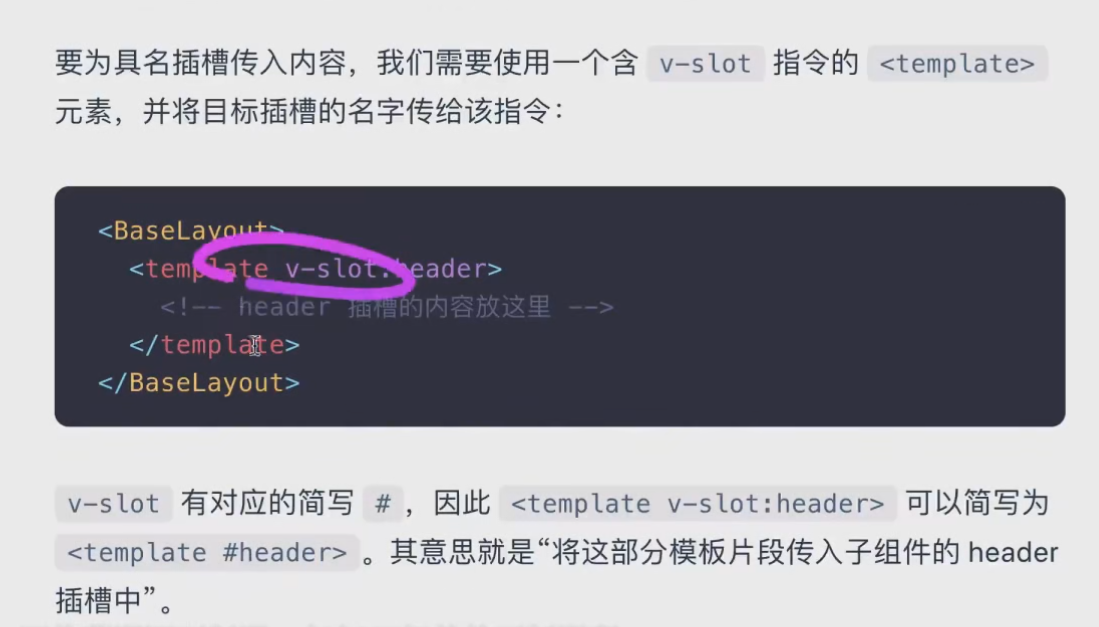 要为具名插槽传入内容，我们需要使用一个含 v-slot 指令的 <template>
元素，并将目标插槽的名字传给该指令：
<BaseLayout>
<template v-slot:header>
<!-- header 插槽的内容放这里 -->
</template>
</BaseLayout>
v-slot 有对应的简写 #，因此 <template v-slot:header> 可以简写为
<template #header>。其意思就是“将这部分模板片段传入子组件的 header
插槽中”。